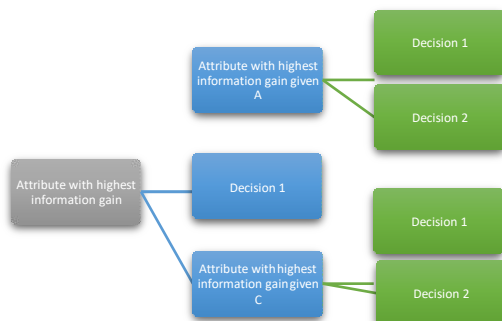 Decision 1
Attribute with highest
information gain given
A
Decision 2
Attribute with highest
information gain
Decision 1
Decision 1
Attribute with highest
information gain given
C
Decision 2